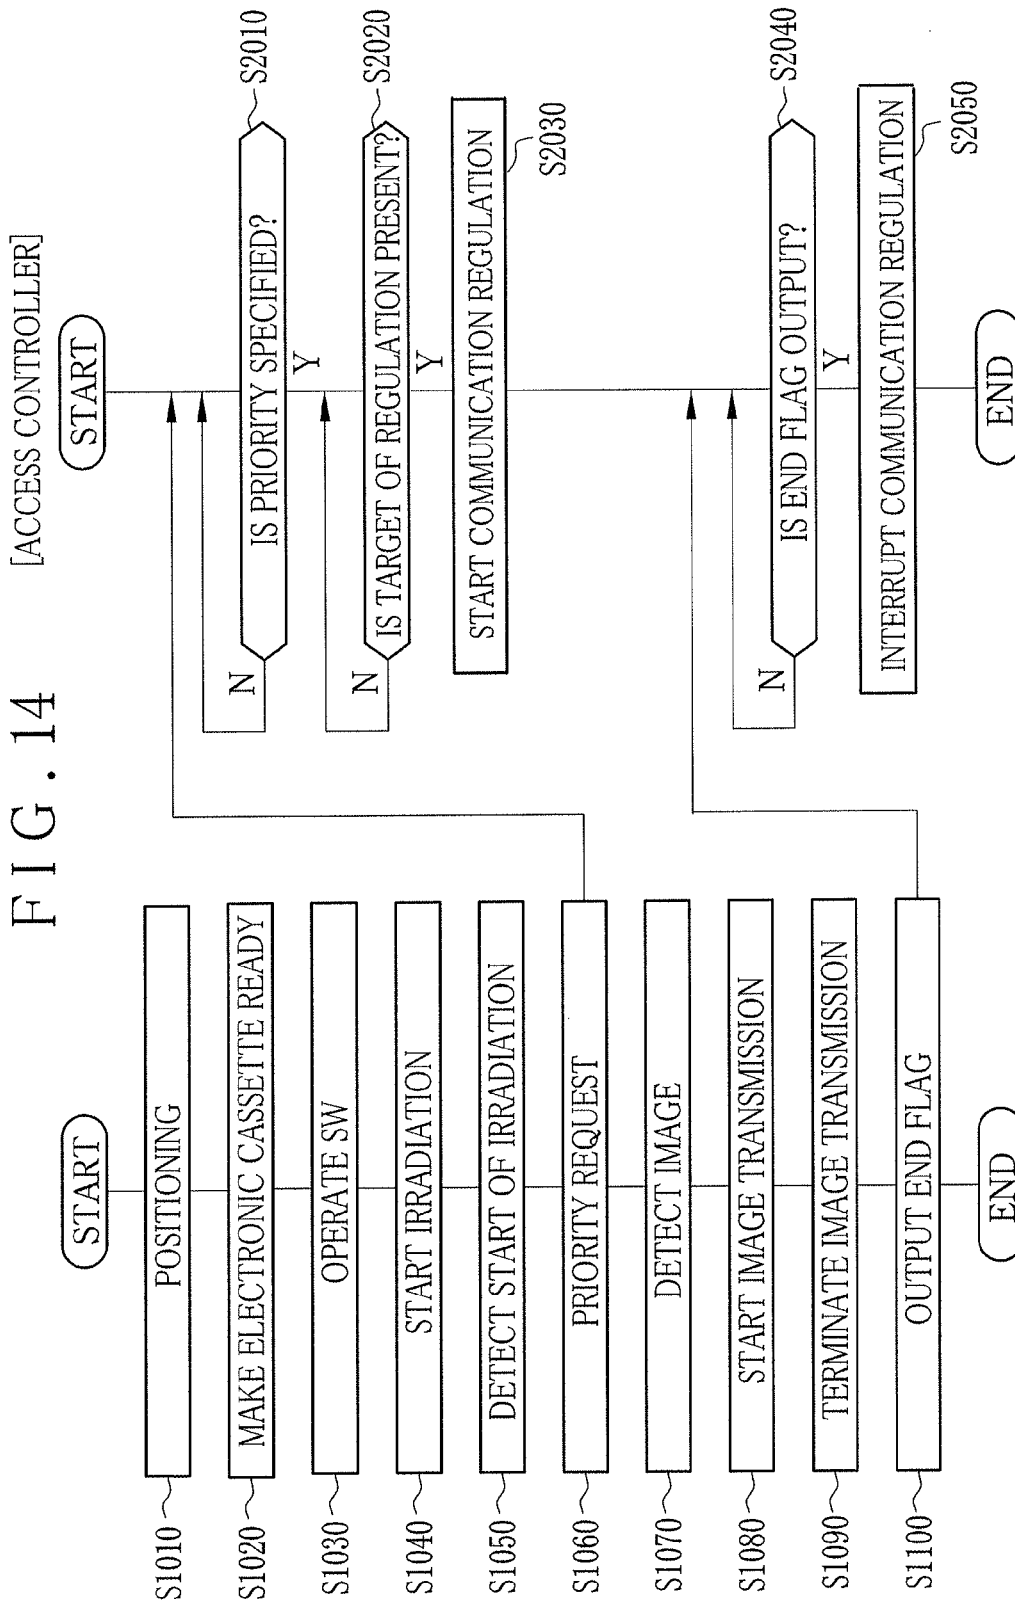 FIG. 14
START
S1010
POSITIONING
S1020
MAKE ELECTRONIC CASSETTE READY
S1030
OPERATE SW
S1040
START IRRADIATION
S1050
DETECT START OF IRRADIATION
S1060
PRIORITY REQUEST
S1070
DETECT IMAGE
S1080
START IMAGE TRANSMISSION
S1090
TERMINATE IMAGE TRANSMISSION
S1100
OUTPUT END FLAG
END
[ACCESS CONTROLLER]
START
IS PRIORITY SPECIFIED?
S2010
N
Y
IS TARGET OF REGULATION PRESENT?
S2020
N
Y
START COMMUNICATION REGULATION
S2030
IS END FLAG OUTPUT?
S2040
N
Y
INTERRUPT COMMUNICATION REGULATION
S2050
END